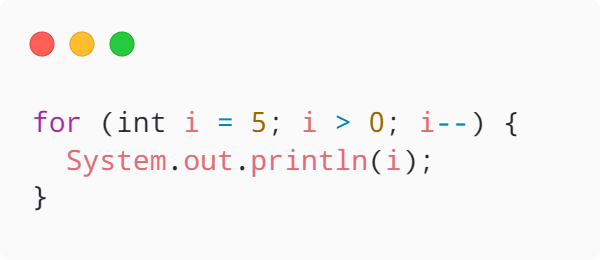 for (int i = 5; i > 0; i--) {
  System.out.println(i);
}